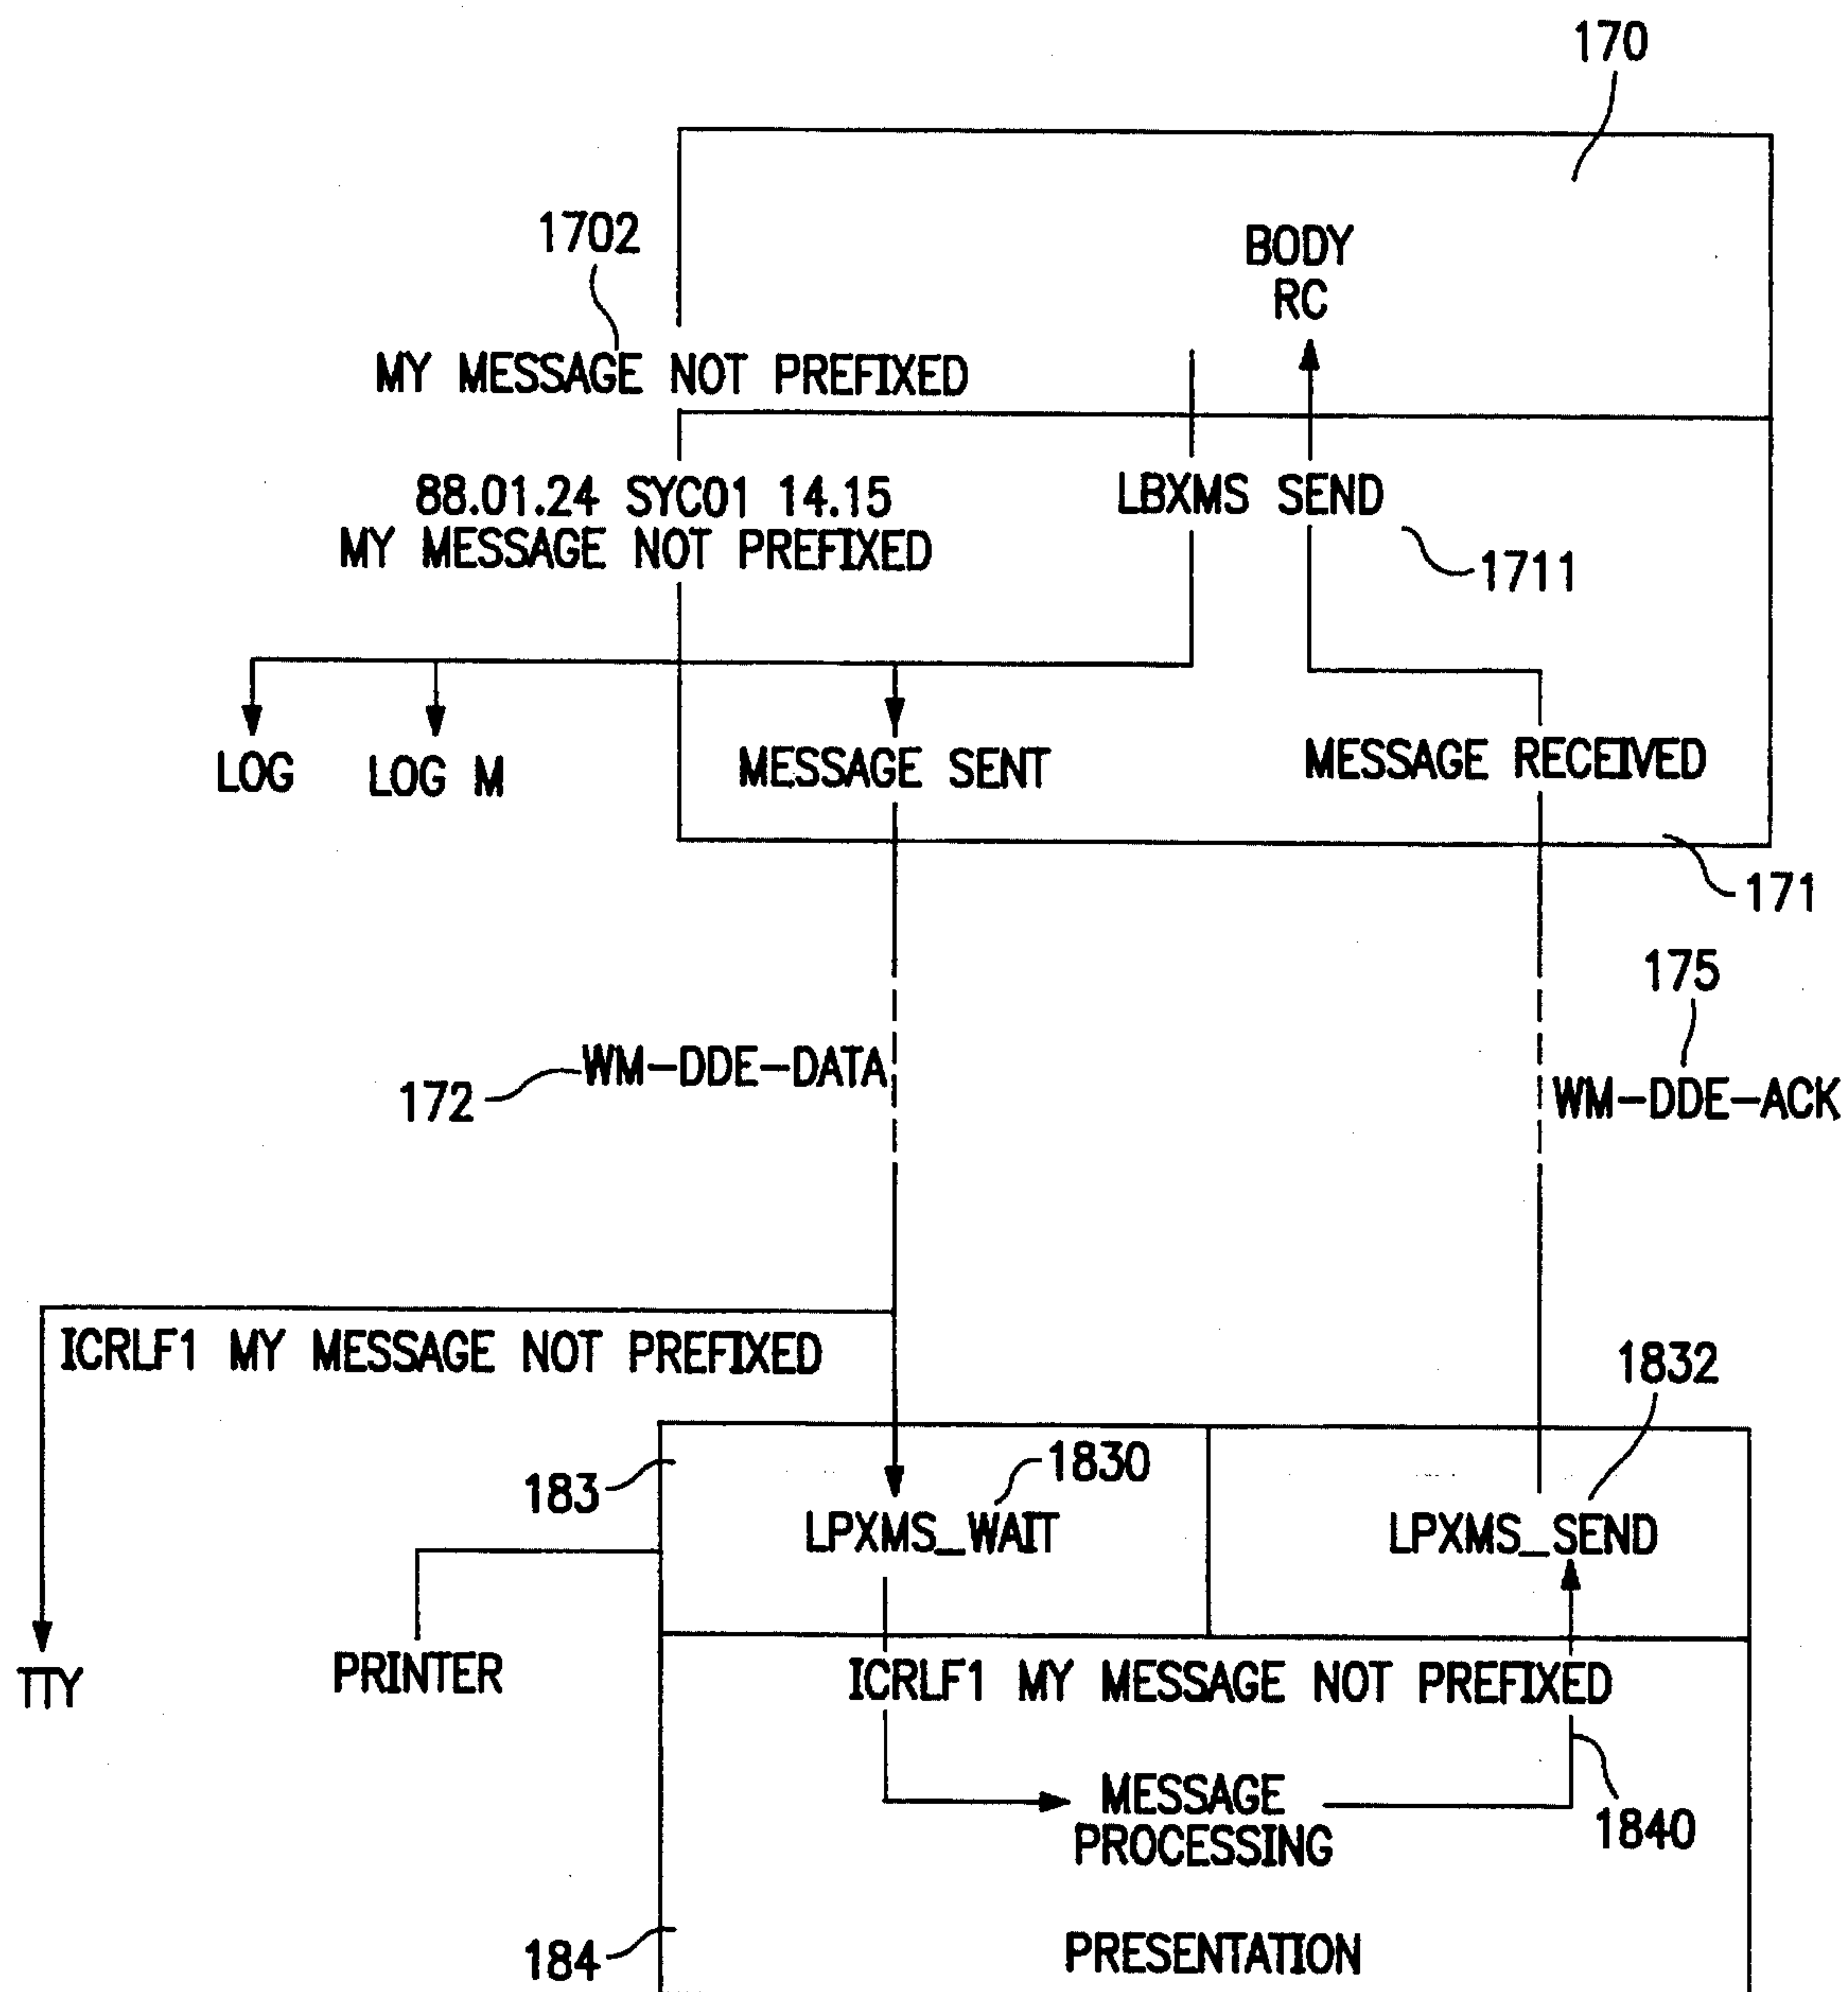 170
1702
BODY
RC
MY MESSAGE NOT PREFIXED
88.01.24 SYC01 14.15
MY MESSAGE NOT PREFIXED
LBXMS SEND
1711
LOG
LOG M
MESSAGE SENT
MESSAGE RECEIVED
171
175
WM-DDE-DATA
172
WM-DDE-ACK
ICRLF1 MY MESSAGE NOT PREFIXED
1832
183
1830
LPXMS_WAIT
LPXMS_SEND
TTY
PRINTER
ICRLF1 MY MESSAGE NOT PREFIXED
MESSAGE
PROCESSING
1840
184
PRESENTATION